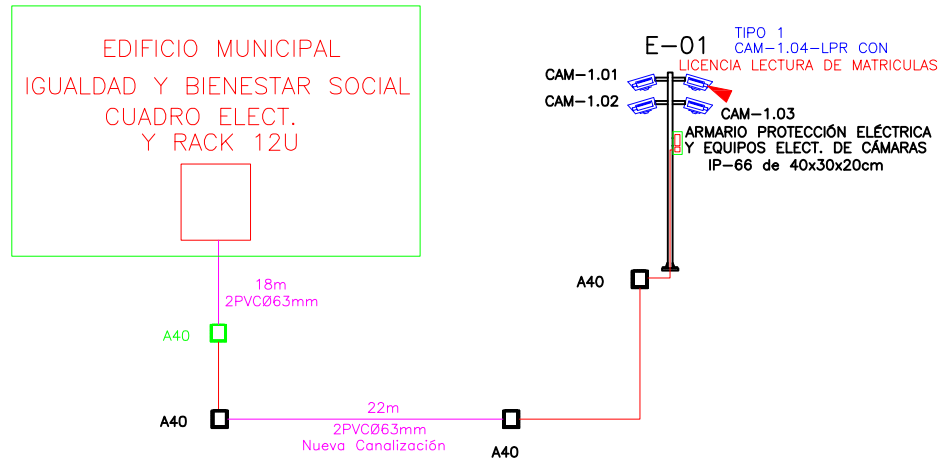 EDIFICIO MUNICIPAL
IGUALDAD Y BIENESTAR SOCIAL
CUADRO ELECT.
Y RACK 12U
18m
2PVCØ63mm
A40
A40
22m
2PVCØ63mm
Nueva Canalización
A40
A40
E-01
TIPO 1
CAM-1.04-LPR CON
LICENCIA LECTURA DE MATRICULAS
CAM-1.01
CAM-1.02
CAM-1.03
ARMARIO PROTECCIÓN ELÉCTRICA
Y EQUIPOS ELECT. DE CÁMARAS
IP-66 de 40x30x20cm